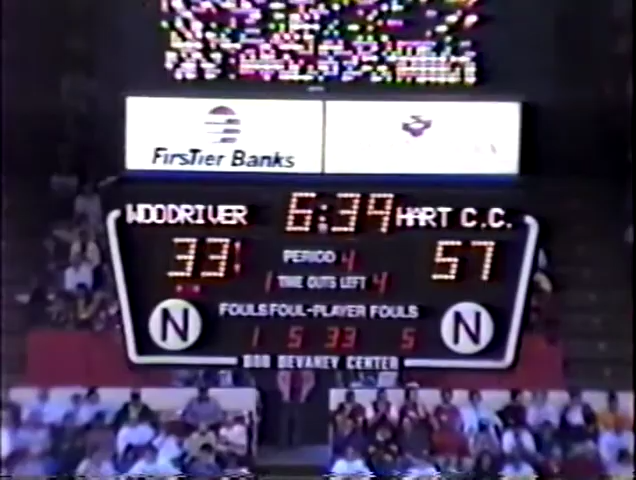 FirsTier Banks
WOODRIVER 6:39 HART C.C.
33 PERIOD 4 57
1 TIME OUTS LEFT 4
FOULS FOUL-PLAYER FOULS
N 1 5 33 5 N
BOB DEVANEY CENTER